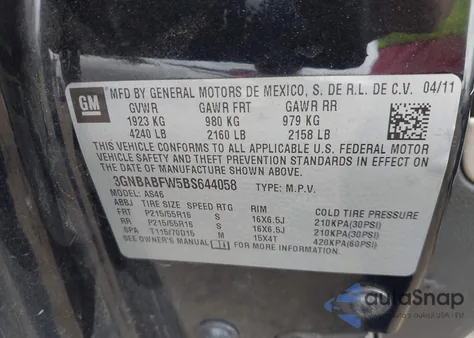 GM
MFD BY GENERAL MOTORS DE MEXICO, S. DE R.L. DE C.V. 04/11
GVWR GAWR FRT GAWR RR
1923 KG 980 KG 979 KG
4240 LB 2160 LB 2158 LB
THIS VEHICLE CONFORMS TO ALL APPLICABLE U.S. FEDERAL MOTOR
VEHICLE SAFETY, BUMPER, AND THEFT PREVENTION STANDARDS IN EFFECT ON
THE DATE OF MANUFACTURE SHOWN ABOVE.
3GNBABFW5BS644058 TYPE: M.P.V.
MODEL: AS46
ABBJ TIRE SIZE SPEED RTG RIM COLD TIRE PRESSURE
FRT P215/55R16 S 16X6.5J 210KPA(30PSI)
RR P215/55R16 S 16X6.5J 210KPA(30PSI)
SPA T115/70D15 M 15X4T 420KPA(60PSI)
SEE OWNER'S MANUAL FOR MORE INFORMATION
autaSnap